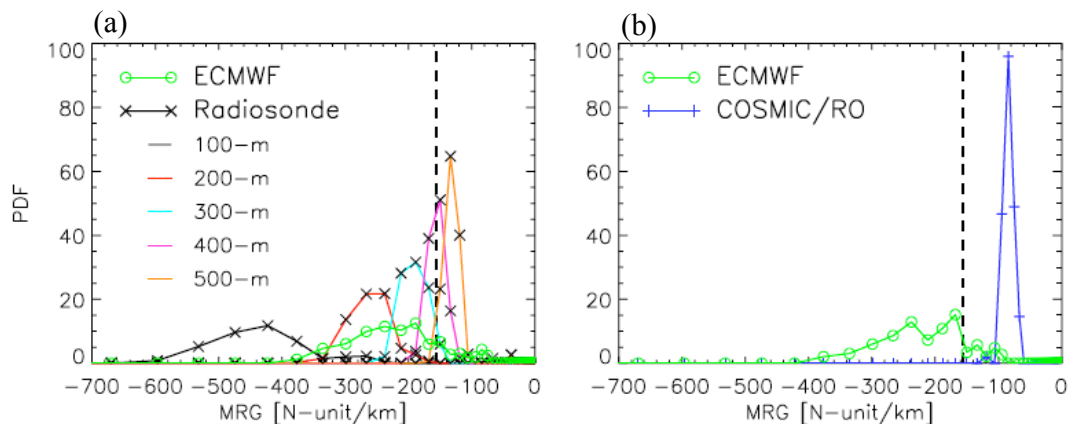 (a)
100
80
60
40
20
0
PDF
ECMWF
Radiosonde
100-m
200-m
300-m
400-m
500-m
−700 −600 −500 −400 −300 −200 −100 0
MRG [N-unit/km]
(b)
100
80
60
40
20
0
ECMWF
COSMIC/RO
−700 −600 −500 −400 −300 −200 −100 0
MRG [N-unit/km]